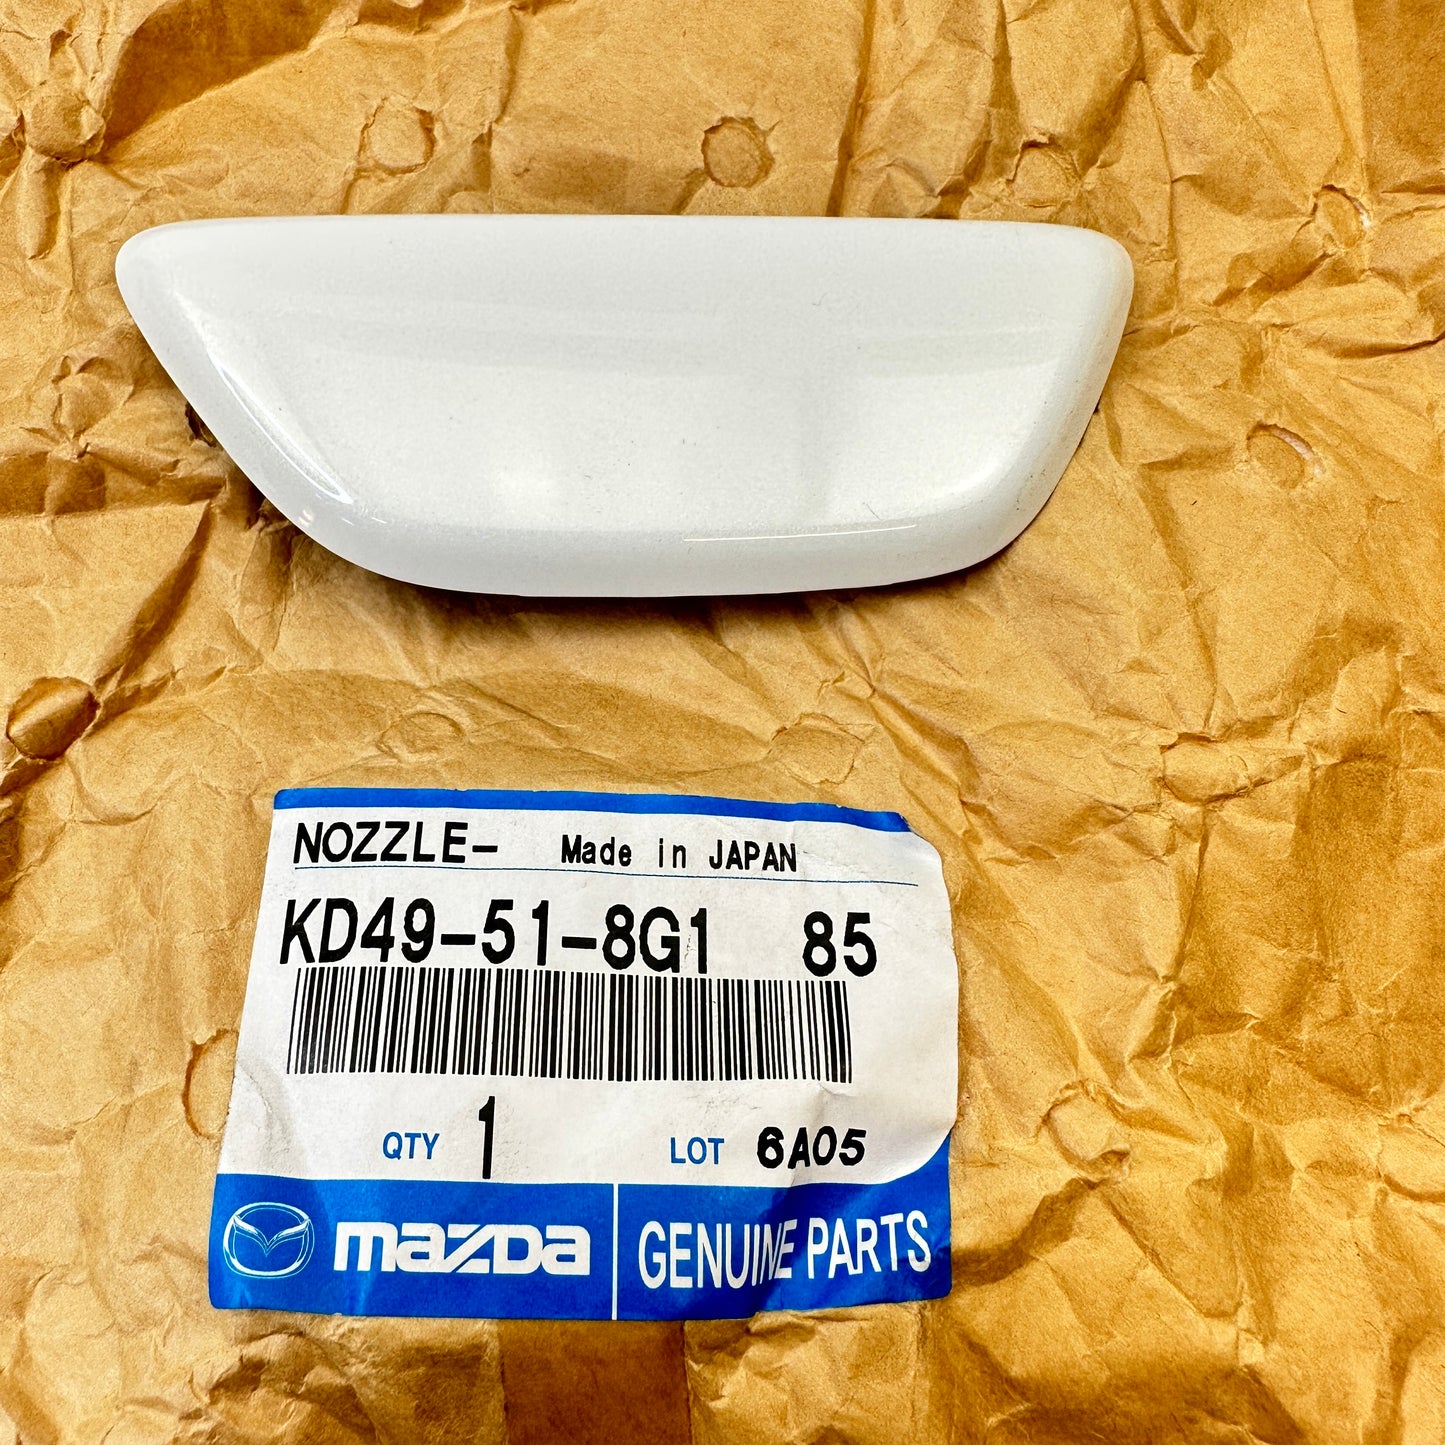 NOZZLE- Made in JAPAN
KD49-51-8G1 85
QTY 1 LOT 6A05
mazda GENUINE PARTS